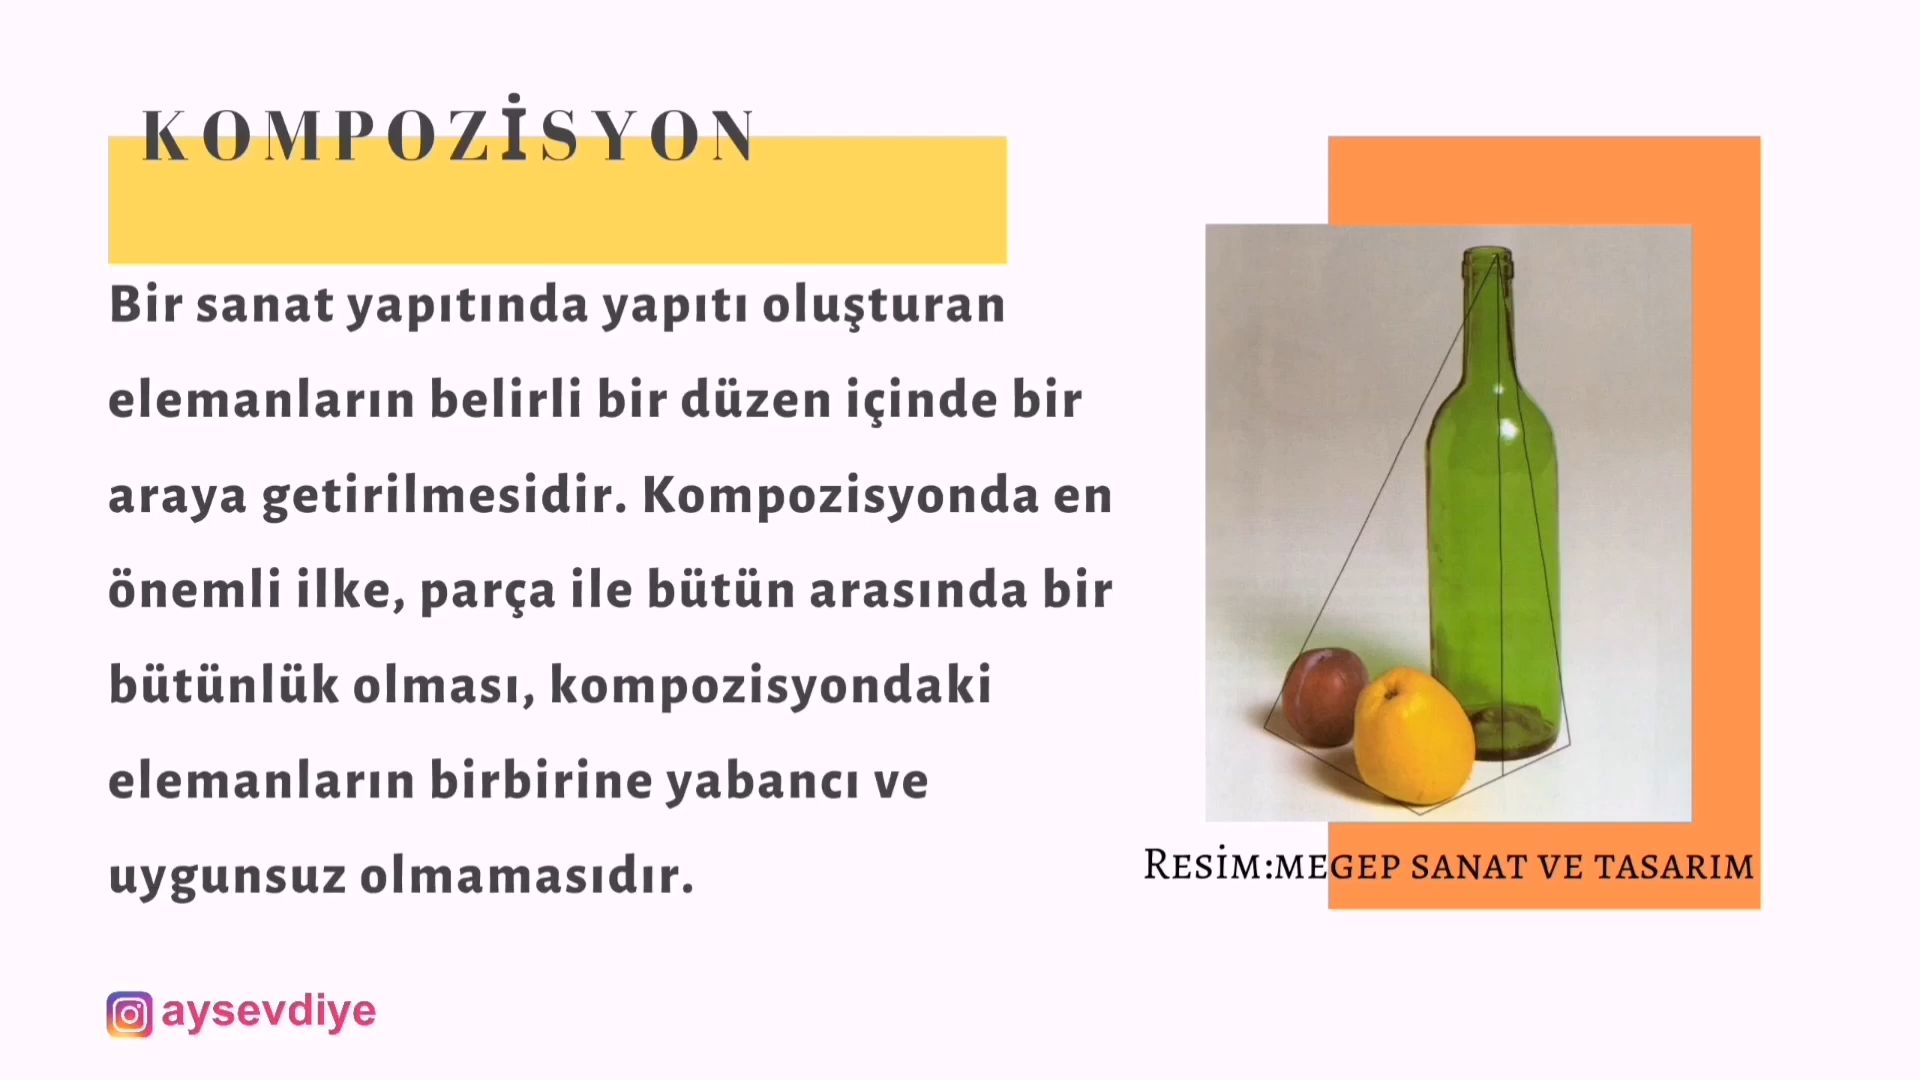 KOMPOZİSYON
Bir sanat yapıtında yapıtı oluşturan
elemanların belirli bir düzen içinde bir
araya getirilmesidir. Kompozisyonda en
önemli ilke, parça ile bütün arasında bir
bütünlük olması, kompozisyondaki
elemanların birbirine yabancı ve
uygunsuz olmamasıdır.
Resİm:megep sanat ve tasarım
aysevdiye